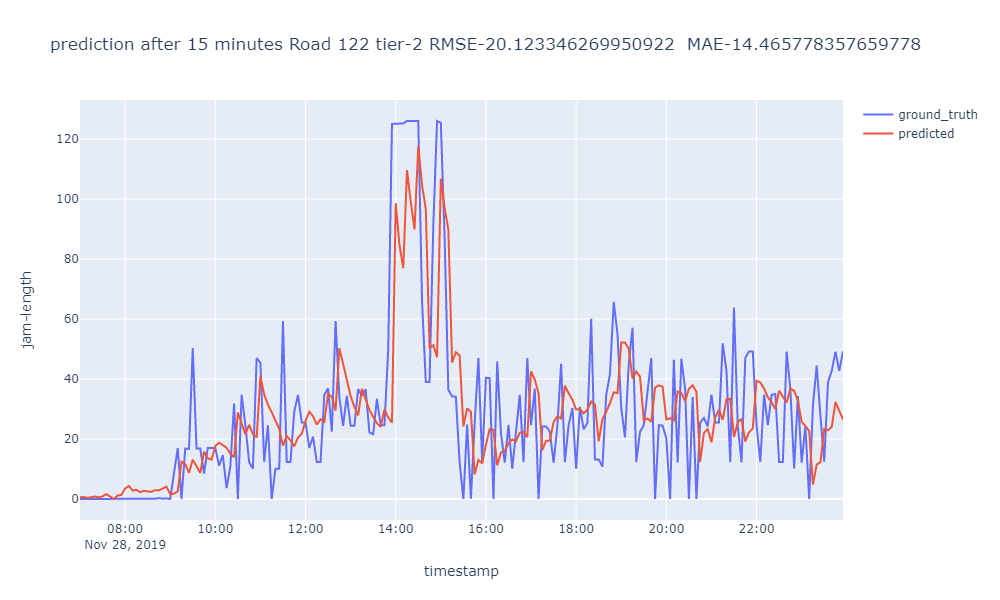 prediction after 15 minutes Road 122 tier-2 RMSE-20.123346269950922 MAE-14.465778357659778
ground_truth
predicted
120
100
80
60
40
20
0
jam-length
08:00 10:00 12:00 14:00 16:00 18:00 20:00 22:00
Nov 28, 2019
timestamp